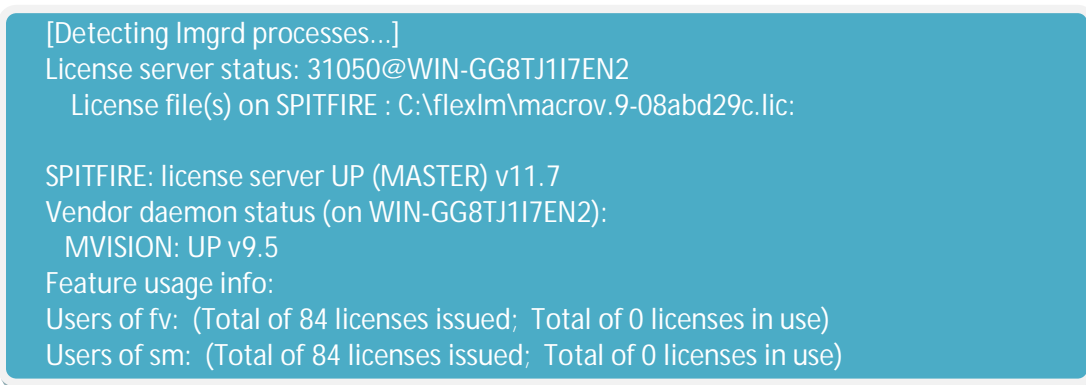 [Detecting lmgrd processes...]
License server status: 31050@WIN-GG8TJ1I7EN2
License file(s) on SPITFIRE : C:\flexlm\macrov.9-08abd29c.lic:
SPITFIRE: license server UP (MASTER) v11.7
Vendor daemon status (on WIN-GG8TJ1I7EN2):
MVISION: UP v9.5
Feature usage info:
Users of fv: (Total of 84 licenses issued; Total of 0 licenses in use)
Users of sm: (Total of 84 licenses issued; Total of 0 licenses in use)